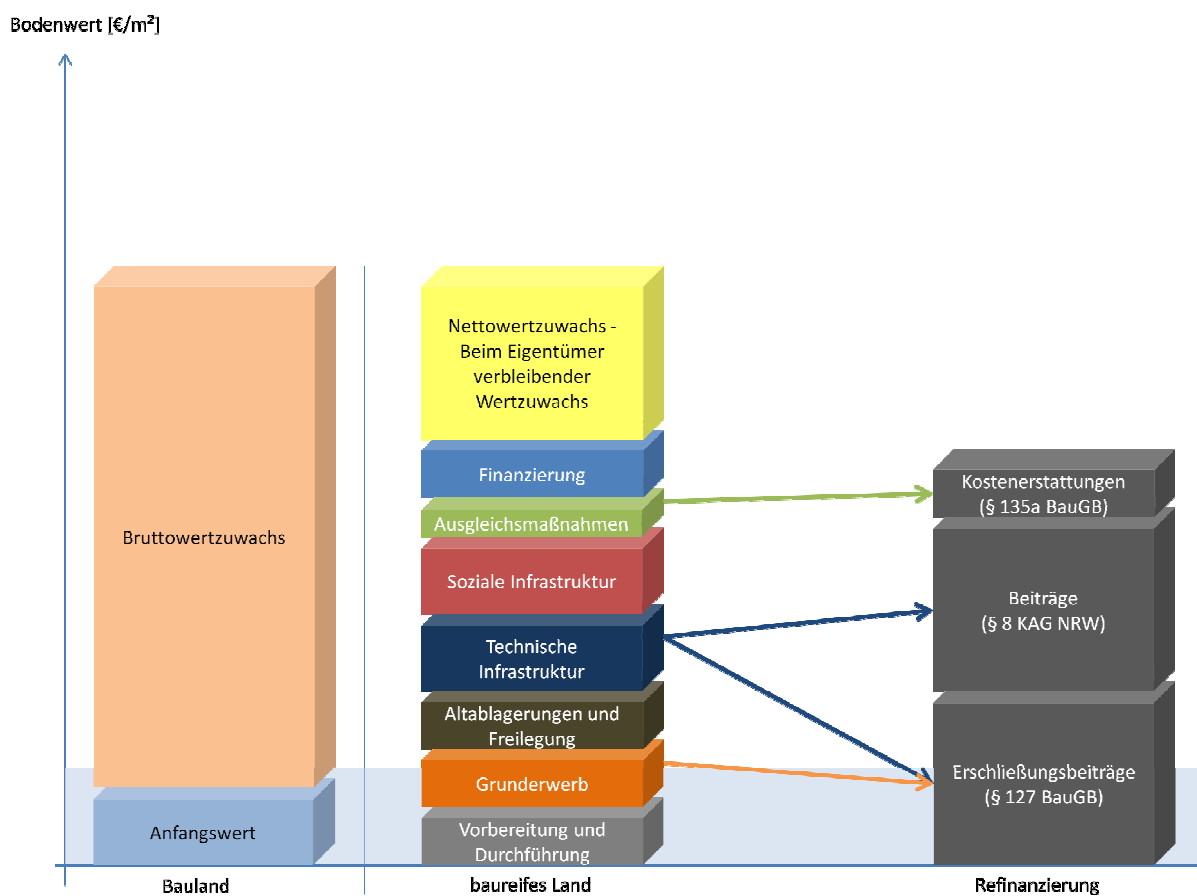 Bodenwert [€/m²]
Bruttowertzuwachs
Anfangswert
Bauland
Nettowertzuwachs -
Beim Eigentümer
verbleibender
Wertzuwachs
Finanzierung
Ausgleichsmaßnahmen
Soziale Infrastruktur
Technische
Infrastruktur
Altablagerungen und
Freilegung
Grunderwerb
Vorbereitung und
Durchführung
baureifes Land
Kostenerstattungen
(§ 135a BauGB)
Beiträge
(§ 8 KAG NRW)
Erschließungsbeiträge
(§ 127 BauGB)
Refinanzierung